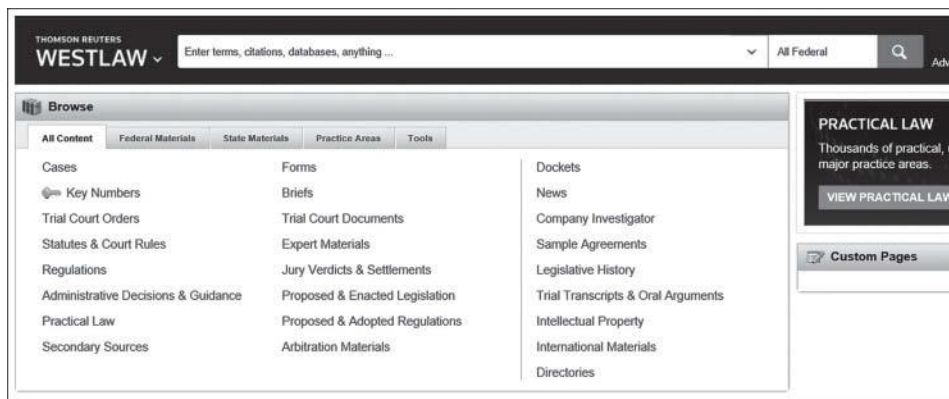 THOMSON REUTERS
WESTLAW
Enter terms, citations, databases, anything ...
All Federal
Browse
All Content Federal Materials State Materials Practice Areas Tools
Cases
Key Numbers
Trial Court Orders
Statutes & Court Rules
Regulations
Administrative Decisions & Guidance
Practical Law
Secondary Sources
Forms
Briefs
Trial Court Documents
Expert Materials
Jury Verdicts & Settlements
Proposed & Enacted Legislation
Proposed & Adopted Regulations
Arbitration Materials
Dockets
News
Company Investigator
Sample Agreements
Legislative History
Trial Transcripts & Oral Arguments
Intellectual Property
International Materials
Directories
PRACTICAL LAW
Thousands of practical,
major practice areas.
VIEW PRACTICAL LAW
Custom Pages